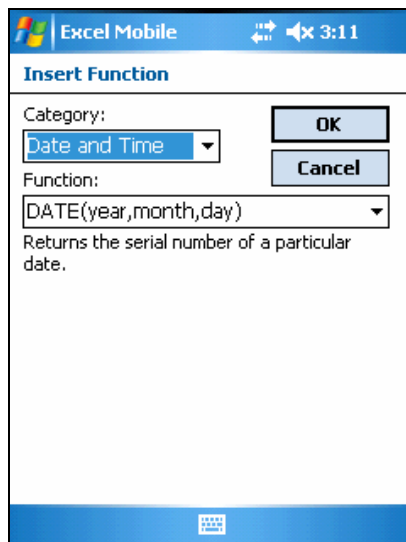 Excel Mobile 3:11
Insert Function
Category:
OK
Date and Time
Cancel
Function:
DATE(year,month,day)
Returns the serial number of a particular
date.